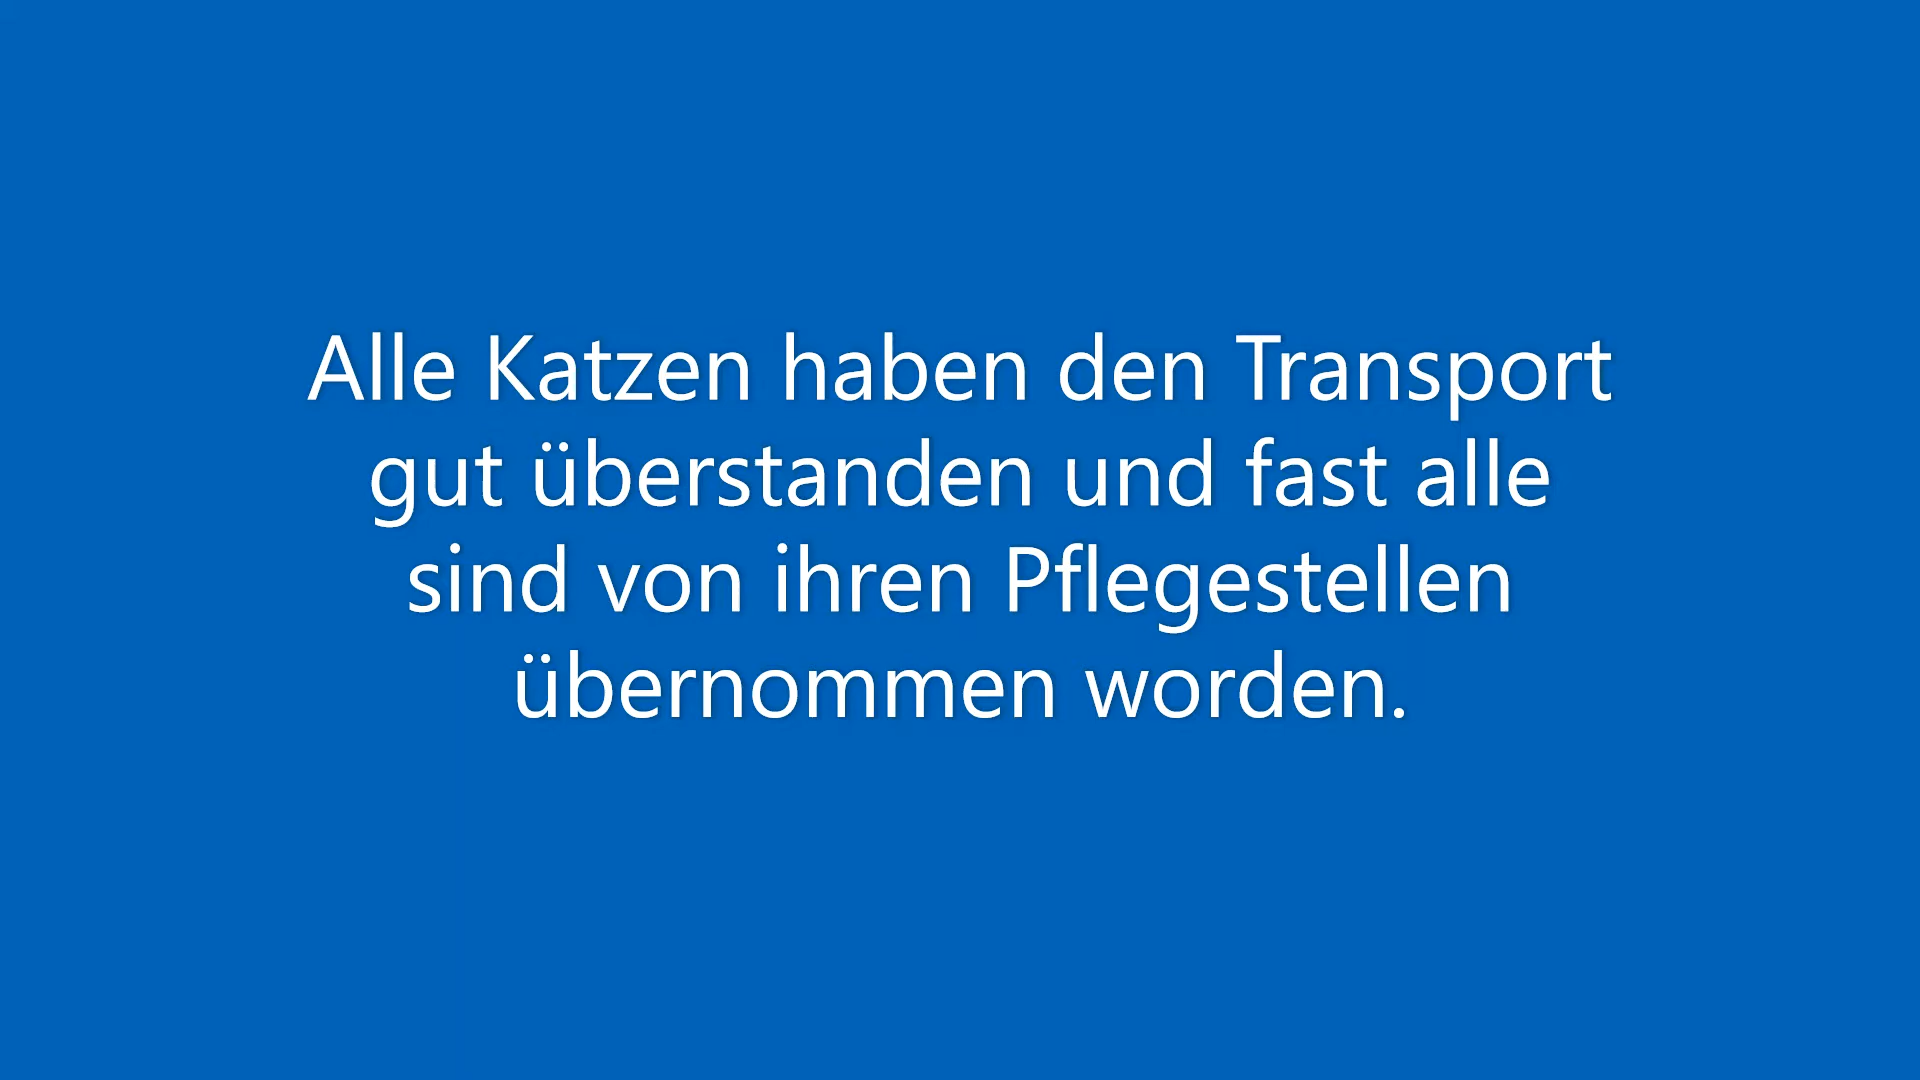 Alle Katzen haben den Transport
gut überstanden und fast alle
sind von ihren Pflegestellen
übernommen worden.